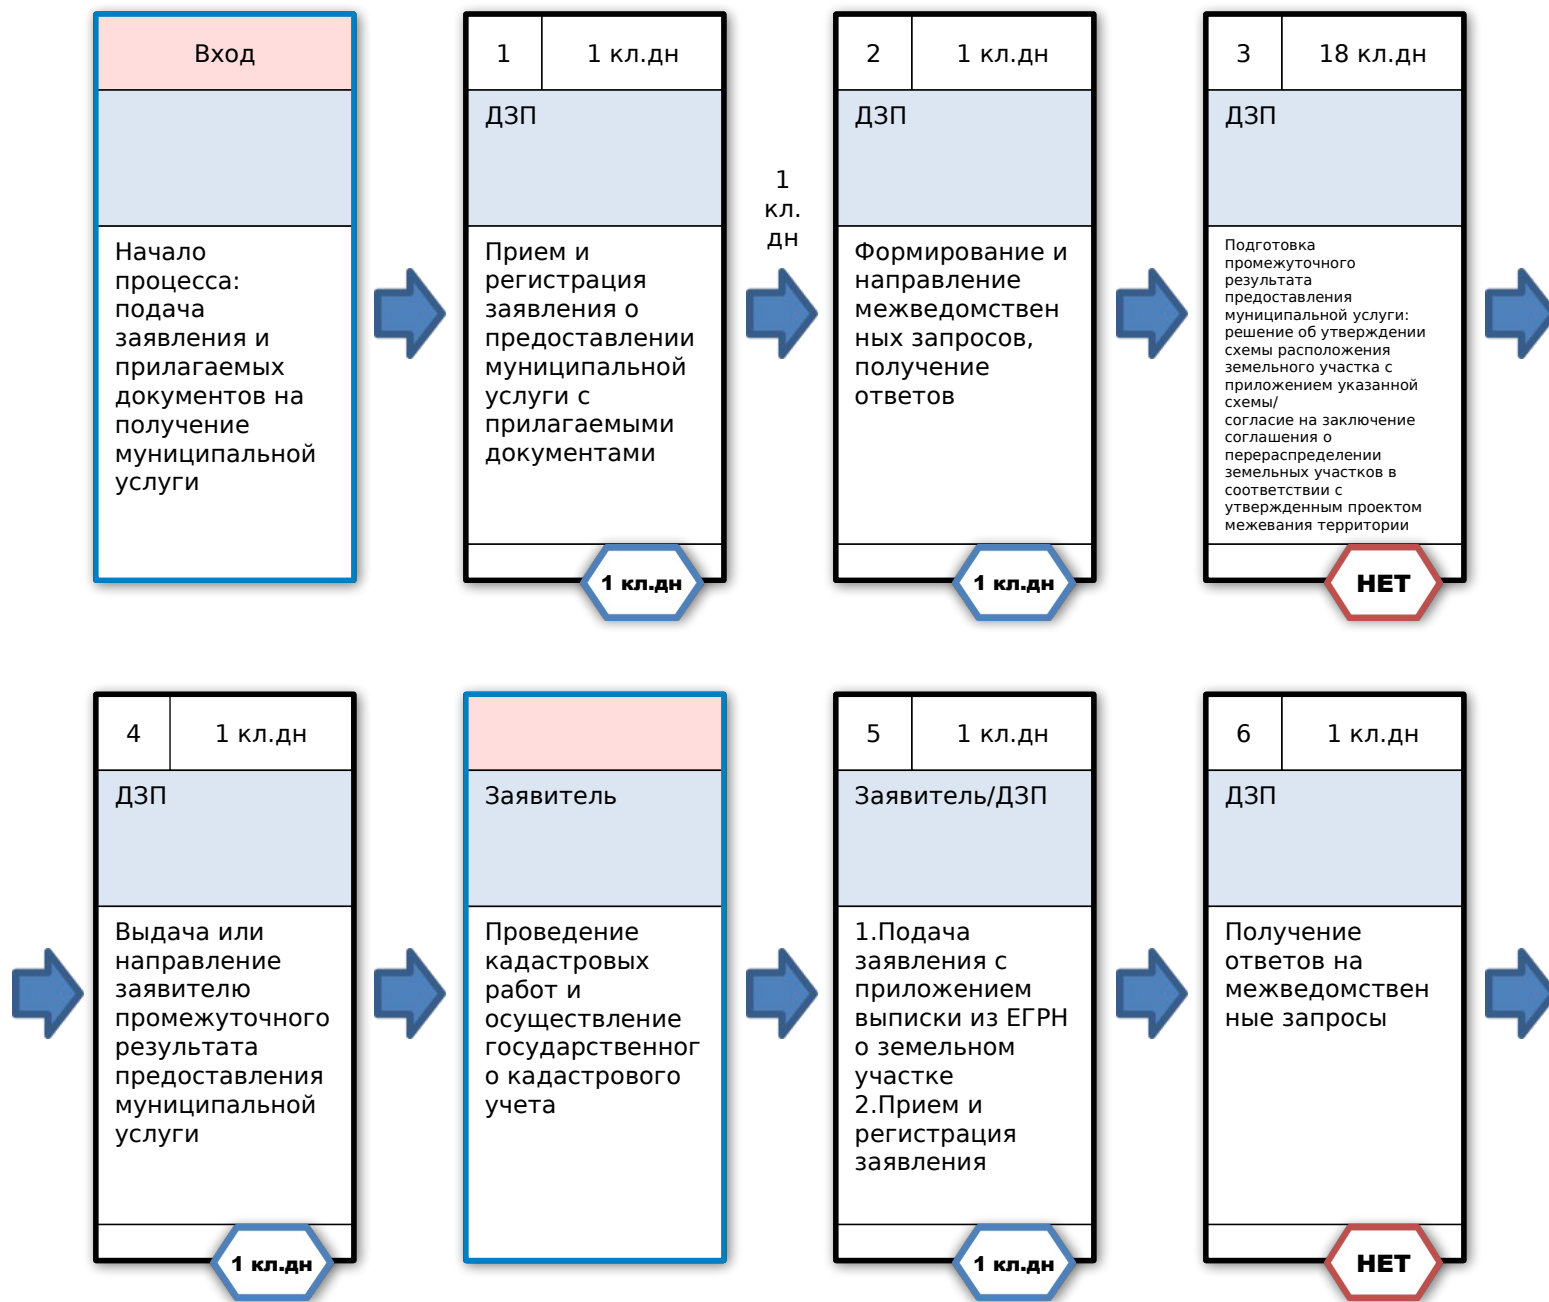 Вход
Начало
процесса:
подача
заявления и
прилагаемых
документов на
получение
муниципальной
услуги
1
1 кл.дн
ДЗП
Прием и
регистрация
заявления о
предоставлении
муниципальной
услуги с
прилагаемыми
документами
1 кл.дн
1
кл.
дн
2
1 кл.дн
ДЗП
Формирование и
направление
межведомствен
ных запросов,
получение
ответов
1 кл.дн
3
18 кл.дн
ДЗП
Подготовка
промежуточного
результата
предоставления
муниципальной услуги:
решение об утверждении
схемы расположения
земельного участка с
приложением указанной
схемы/
согласие на заключение
соглашения о
перераспределении
земельных участков в
соответствии с
утвержденным проектом
межевания территории
НЕТ
4
1 кл.дн
ДЗП
Выдача или
направление
заявителю
промежуточного
результата
предоставления
муниципальной
услуги
1 кл.дн
Заявитель
Проведение
кадастровых
работ и
осуществление
государственног
о кадастрового
учета
5
1 кл.дн
Заявитель/ДЗП
1.Подача
заявления с
приложением
выписки из ЕГРН
о земельном
участке
2.Прием и
регистрация
заявления
1 кл.дн
6
1 кл.дн
ДЗП
Получение
ответов на
межведомствен
ные запросы
НЕТ